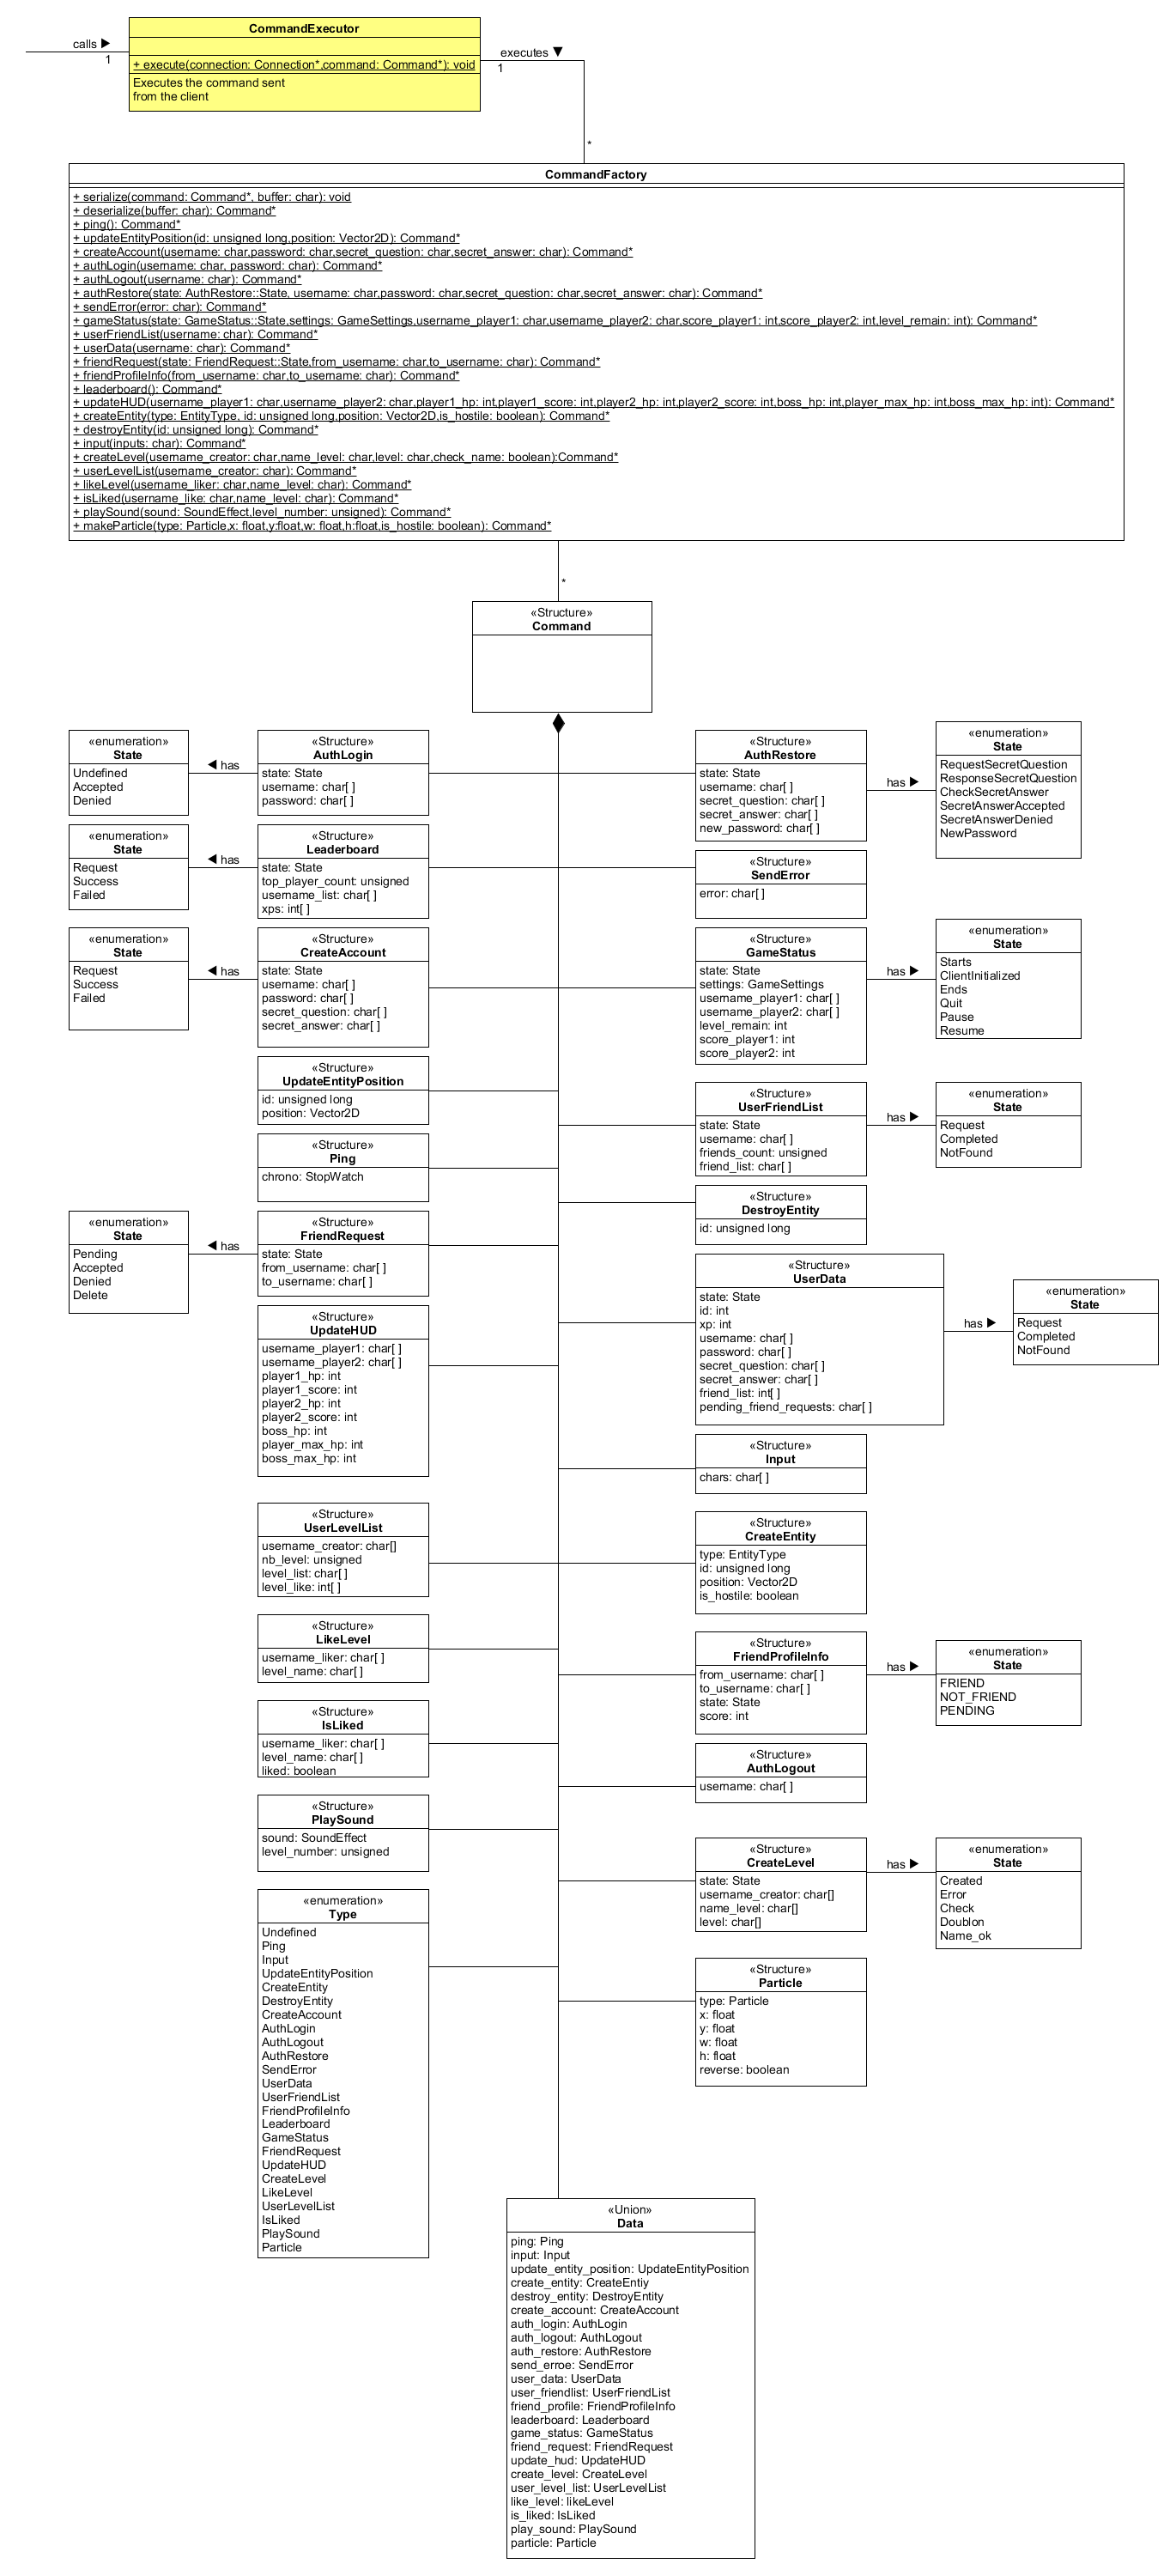 CommandExecutor
calls ▶
1
+ execute(connection: Connection*,command: Command*): void
Executes the command sent
from the client
executes ▼
1
*
CommandFactory
+ serialize(command: Command*, buffer: char): void
+ deserialize(buffer: char): Command*
+ ping(): Command*
+ updateEntityPosition(id: unsigned long,position: Vector2D): Command*
+ createAccount(username: char,password: char,secret_question: char,secret_answer: char): Command*
+ authLogin(username: char, password: char): Command*
+ authLogout(username: char): Command*
+ authRestore(state: AuthRestore::State, username: char,password: char,secret_question: char,secret_answer: char): Command*
+ sendError(error: char): Command*
+ gameStatus(state: GameStatus::State,settings: GameSettings,username_player1: char,username_player2: char,score_player1: int,score_player2: int,level_remain: int): Command*
+ userFriendList(username: char): Command*
+ userData(username: char): Command*
+ friendRequest(state: FriendRequest::State,from_username: char,to_username: char): Command*
+ friendProfileInfo(from_username: char,to_username: char): Command*
+ leaderboard(): Command*
+ updateHUD(username_player1: char,username_player2: char,player1_hp: int,player1_score: int,player2_hp: int,player2_score: int,boss_hp: int,player_max_hp: int,boss_max_hp: int): Command*
+ createEntity(type: EntityType, id: unsigned long,position: Vector2D,is_hostile: boolean): Command*
+ destroyEntity(id: unsigned long): Command*
+ input(inputs: char): Command*
+ createLevel(username_creator: char,name_level: char,level: char,check_name: boolean):Command*
+ userLevelList(username_creator: char): Command*
+ likeLevel(username_liker: char,name_level: char): Command*
+ isLiked(username_like: char,name_level: char): Command*
+ playSound(sound: SoundEffect,level_number: unsigned): Command*
+ makeParticle(type: Particle,x: float,y:float,w: float,h:float,is_hostile: boolean): Command*
*
«Structure»
Command
«enumeration»
State
Undefined
Accepted
Denied
◀ has
«Structure»
AuthLogin
state: State
username: char[ ]
password: char[ ]
«Structure»
AuthRestore
state: State
username: char[ ]
secret_question: char[ ]
secret_answer: char[ ]
new_password: char[ ]
has ▶
«enumeration»
State
RequestSecretQuestion
ResponseSecretQuestion
CheckSecretAnswer
SecretAnswerAccepted
SecretAnswerDenied
NewPassword
«enumeration»
State
Request
Success
Failed
◀ has
«Structure»
Leaderboard
state: State
top_player_count: unsigned
username_list: char[ ]
xps: int[ ]
«Structure»
SendError
error: char[ ]
«enumeration»
State
Request
Success
Failed
◀ has
«Structure»
CreateAccount
state: State
username: char[ ]
password: char[ ]
secret_question: char[ ]
secret_answer: char[ ]
«Structure»
GameStatus
state: State
settings: GameSettings
username_player1: char[ ]
username_player2: char[ ]
level_remain: int
score_player1: int
score_player2: int
has ▶
«enumeration»
State
Starts
ClientInitialized
Ends
Quit
Pause
Resume
«Structure»
UpdateEntityPosition
id: unsigned long
position: Vector2D
«Structure»
UserFriendList
state: State
username: char[ ]
friends_count: unsigned
friend_list: char[ ]
has ▶
«enumeration»
State
Request
Completed
NotFound
«Structure»
Ping
chrono: StopWatch
«Structure»
DestroyEntity
id: unsigned long
«enumeration»
State
Pending
Accepted
Denied
Delete
◀ has
«Structure»
FriendRequest
state: State
from_username: char[ ]
to_username: char[ ]
«Structure»
UserData
state: State
id: int
xp: int
username: char[ ]
password: char[ ]
secret_question: char[ ]
secret_answer: char[ ]
friend_list: int[ ]
pending_friend_requests: char[ ]
has ▶
«enumeration»
State
Request
Completed
NotFound
«Structure»
UpdateHUD
username_player1: char[ ]
username_player2: char[ ]
player1_hp: int
player1_score: int
player2_hp: int
player2_score: int
boss_hp: int
player_max_hp: int
boss_max_hp: int
«Structure»
Input
chars: char[ ]
«Structure»
UserLevelList
username_creator: char[]
nb_level: unsigned
level_list: char[ ]
level_like: int[ ]
«Structure»
CreateEntity
type: EntityType
id: unsigned long
position: Vector2D
is_hostile: boolean
«Structure»
LikeLevel
username_liker: char[ ]
level_name: char[ ]
«Structure»
FriendProfileInfo
from_username: char[ ]
to_username: char[ ]
state: State
score: int
has ▶
«enumeration»
State
FRIEND
NOT_FRIEND
PENDING
«Structure»
IsLiked
username_liker: char[ ]
level_name: char[ ]
liked: boolean
«Structure»
AuthLogout
username: char[ ]
«Structure»
PlaySound
sound: SoundEffect
level_number: unsigned
«Structure»
CreateLevel
state: State
username_creator: char[]
name_level: char[]
level: char[]
has ▶
«enumeration»
State
Created
Error
Check
Doublon
Name_ok
«enumeration»
Type
Undefined
Ping
Input
UpdateEntityPosition
CreateEntity
DestroyEntity
CreateAccount
AuthLogin
AuthLogout
AuthRestore
SendError
UserData
UserFriendList
FriendProfileInfo
Leaderboard
GameStatus
FriendRequest
UpdateHUD
CreateLevel
LikeLevel
UserLevelList
IsLiked
PlaySound
Particle
«Structure»
Particle
type: Particle
x: float
y: float
w: float
h: float
reverse: boolean
«Union»
Data
ping: Ping
input: Input
update_entity_position: UpdateEntityPosition
create_entity: CreateEntiy
destroy_entity: DestroyEntity
create_account: CreateAccount
auth_login: AuthLogin
auth_logout: AuthLogout
auth_restore: AuthRestore
send_erroe: SendError
user_data: UserData
user_friendlist: UserFriendList
friend_profile: FriendProfileInfo
leaderboard: Leaderboard
game_status: GameStatus
friend_request: FriendRequest
update_hud: UpdateHUD
create_level: CreateLevel
user_level_list: UserLevelList
like_level: likeLevel
is_liked: IsLiked
play_sound: PlaySound
particle: Particle